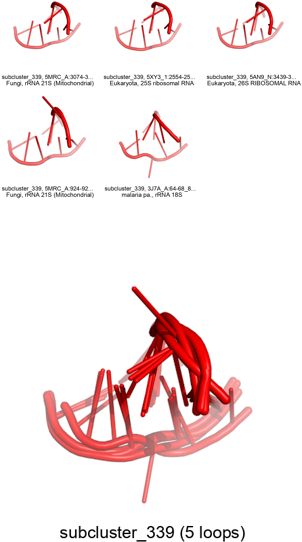 subcluster_339, 5MRC_A:3074-3...
Fungi, rRNA 21S (Mitochondrial)
subcluster_339, 5XY3_1:2554-25...
Eukaryota, 25S ribosomal RNA
subcluster_339, 5AN9_N:3439-3...
Eukaryota, 26S RIBOSOMAL RNA
subcluster_339, 5MRC_A:924-92...
Fungi, rRNA 21S (Mitochondrial)
subcluster_339, 3J7A_A:64-68_8...
malaria pa., rRNA 18S
subcluster_339 (5 loops)